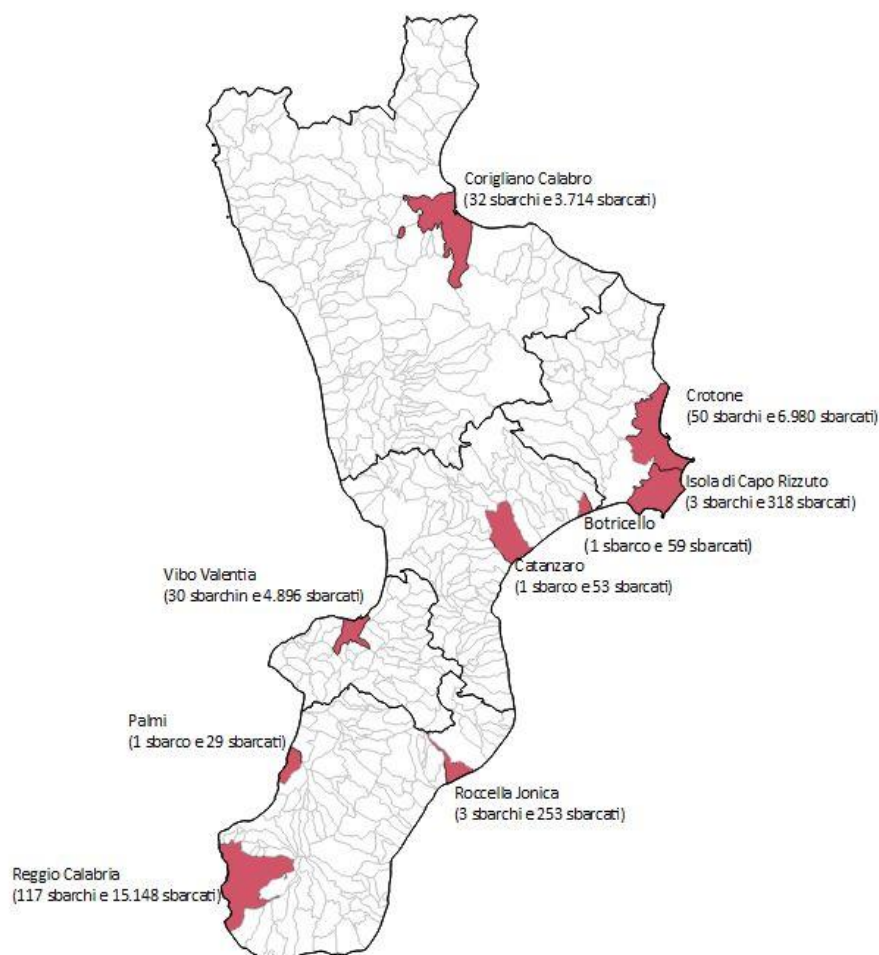 Corigliano Calabro
(32 sbarchi e 3.714 sbarcati)
Crotone
(50 sbarchi e 6.980 sbarcati)
Isola di Capo Rizzuto
(3 sbarchi e 318 sbarcati)
Botricello
(1 sbarco e 59 sbarcati)
Catanzaro
(1 sbarco e 53 sbarcati)
Vibo Valentia
(30 sbarchin e 4.896 sbarcati)
Palmi
(1 sbarco e 29 sbarcati)
Roccella Jonica
(3 sbarchi e 253 sbarcati)
Reggio Calabria
(117 sbarchi e 15.148 sbarcati)